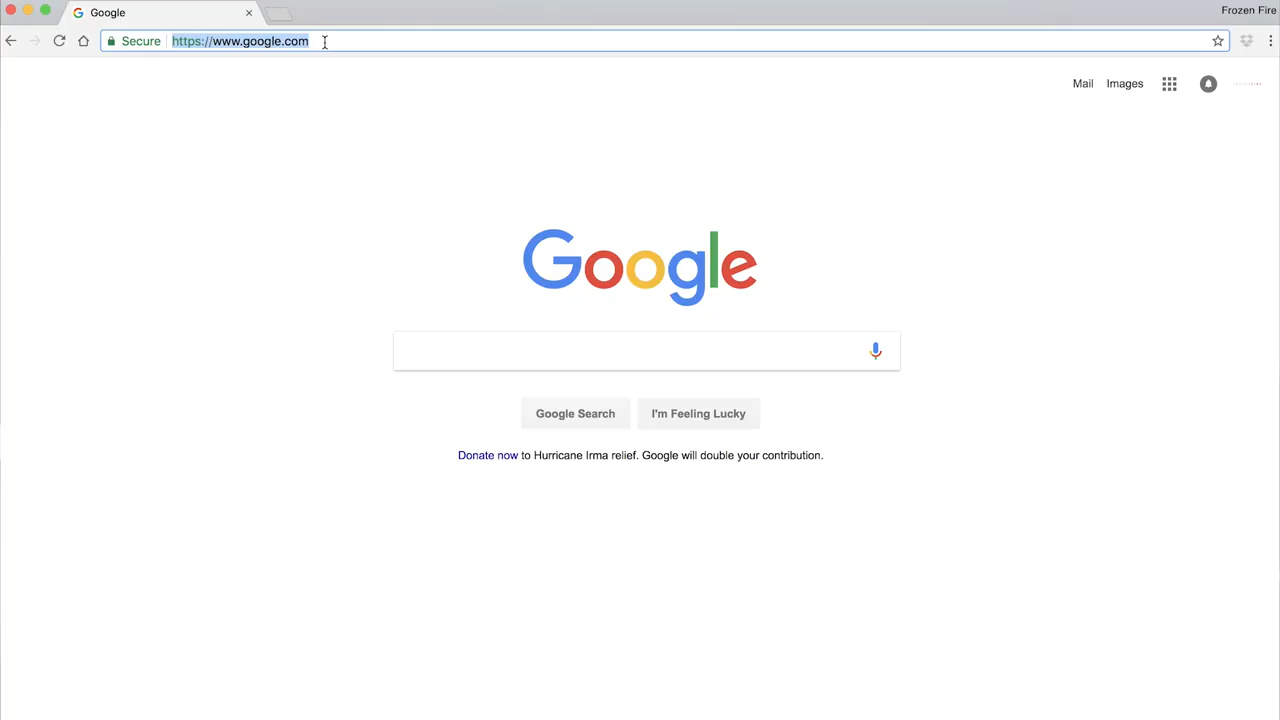 Google
Frozen Fire
Secure https://www.google.com
Mail Images
Google
Google Search I'm Feeling Lucky
Donate now to Hurricane Irma relief. Google will double your contribution.